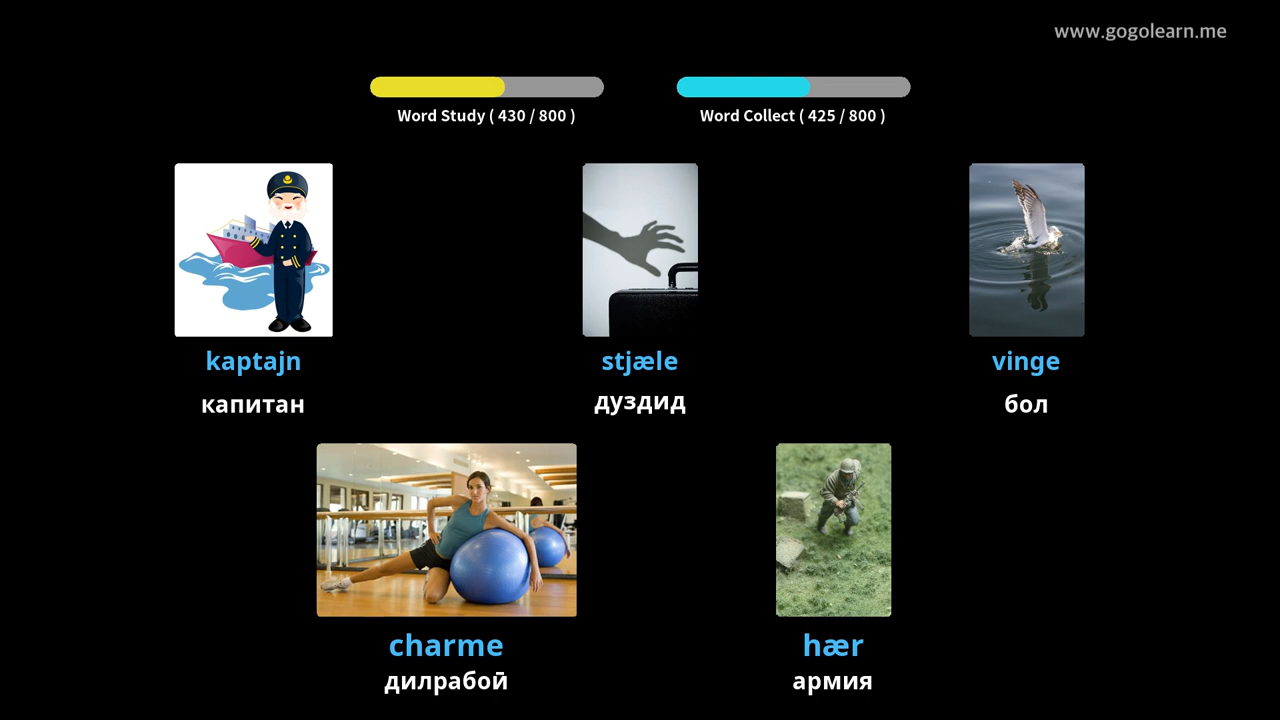 www.gogolearn.me
Word Study ( 430 / 800 )
Word Collect ( 425 / 800 )
kaptajn
stjæle
vinge
капитан
дуздид
бол
charme
hær
дилрабоӣ
армия